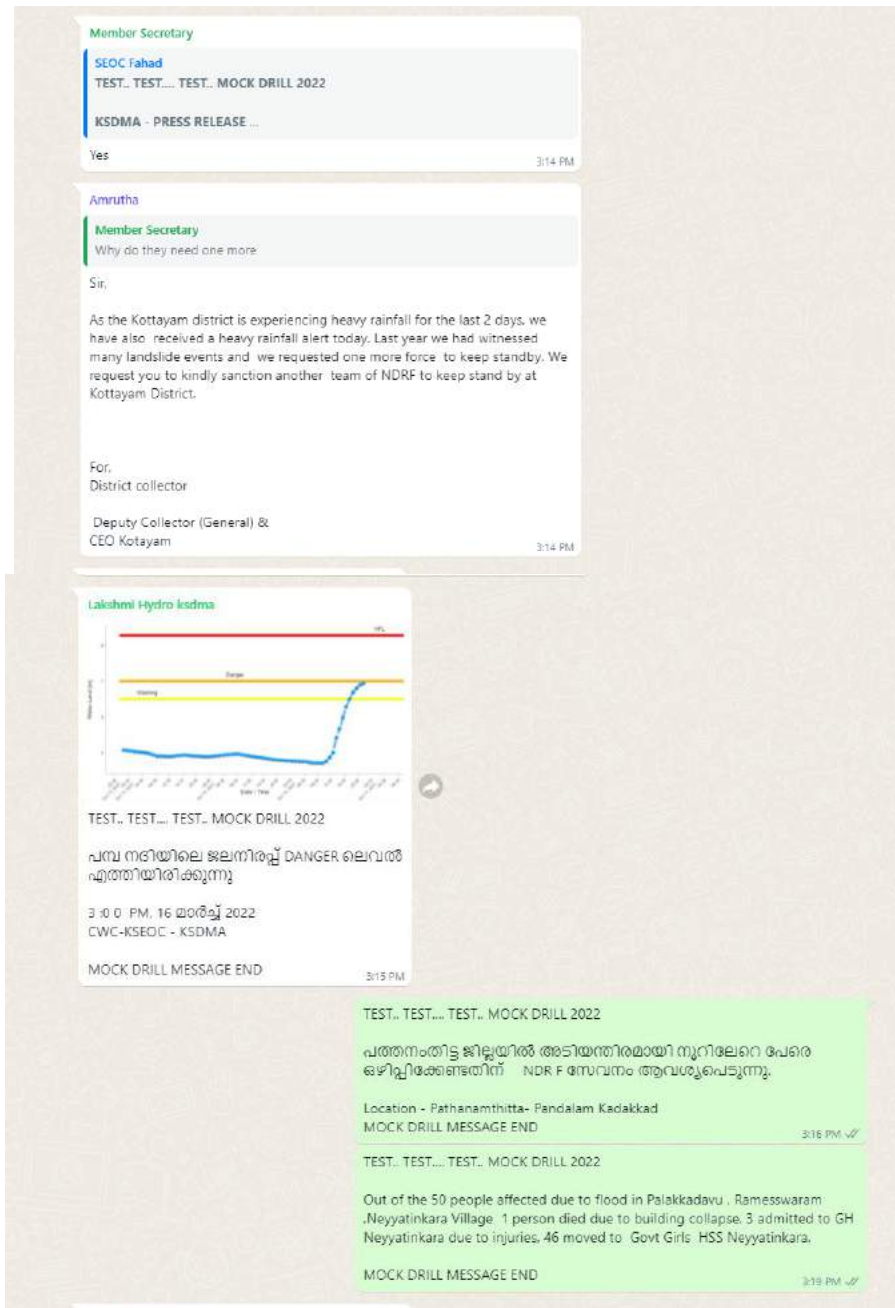 Member Secretary
SEOC Fahad
TEST.. TEST.... TEST.. MOCK DRILL 2022
KSDMA - PRESS RELEASE ...
Yes
3:14 PM
Amrutha
Member Secretary
Why do they need one more
Sir,
As the Kottayam district is experiencing heavy rainfall for the last 2 days, we
have also received a heavy rainfall alert today. Last year we had witnessed
many landslide events and we requested one more force to keep standby. We
request you to kindly sanction another team of NDRF to keep stand by at
Kottayam District.
For,
District collector
Deputy Collector (General) &
CEO Kotayam
3:14 PM
Lakshmi Hydro ksdma
HFL
Danger
Warning
Date / Time
TEST.. TEST.... TEST.. MOCK DRILL 2022
പമ്പ നദിയിലെ ജലനിരപ്പ് DANGER ലെവൽ
എത്തിയിരിക്കുന്നു
3 :0 0 PM, 16 മാർച്ച് 2022
CWC-KSEOC - KSDMA
MOCK DRILL MESSAGE END
3:15 PM
TEST.. TEST.... TEST.. MOCK DRILL 2022
പത്തനംതിട്ട ജില്ലയിൽ അടിയന്തിരമായി നൂറിലേറെ പേരെ
ഒഴിപ്പിക്കേണ്ടതിന് NDR F സേവനം ആവശ്യപെടുന്നു.
Location - Pathanamthitta- Pandalam Kadakkad
MOCK DRILL MESSAGE END
3:16 PM
TEST.. TEST.... TEST.. MOCK DRILL 2022
Out of the 50 people affected due to flood in Palakkadavu , Ramesswaram
,Neyyatinkara Village 1 person died due to building collapse, 3 admitted to GH
Neyyatinkara due to injuries, 46 moved to Govt Girls HSS Neyyatinkara.
MOCK DRILL MESSAGE END
3:19 PM